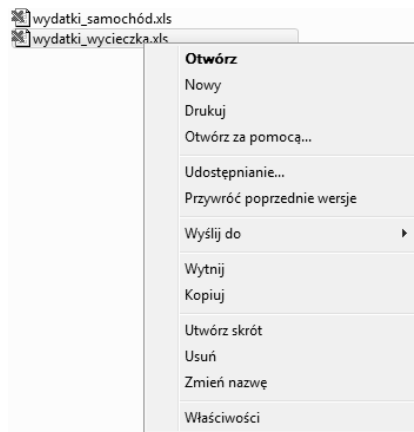 wydatki_samochód.xls
wydatki_wycieczka.xls
Otwórz
Nowy
Drukuj
Otwórz za pomocą...
Udostępnianie...
Przywróć poprzednie wersje
Wyślij do
Wytnij
Kopiuj
Utwórz skrót
Usuń
Zmień nazwę
Właściwości